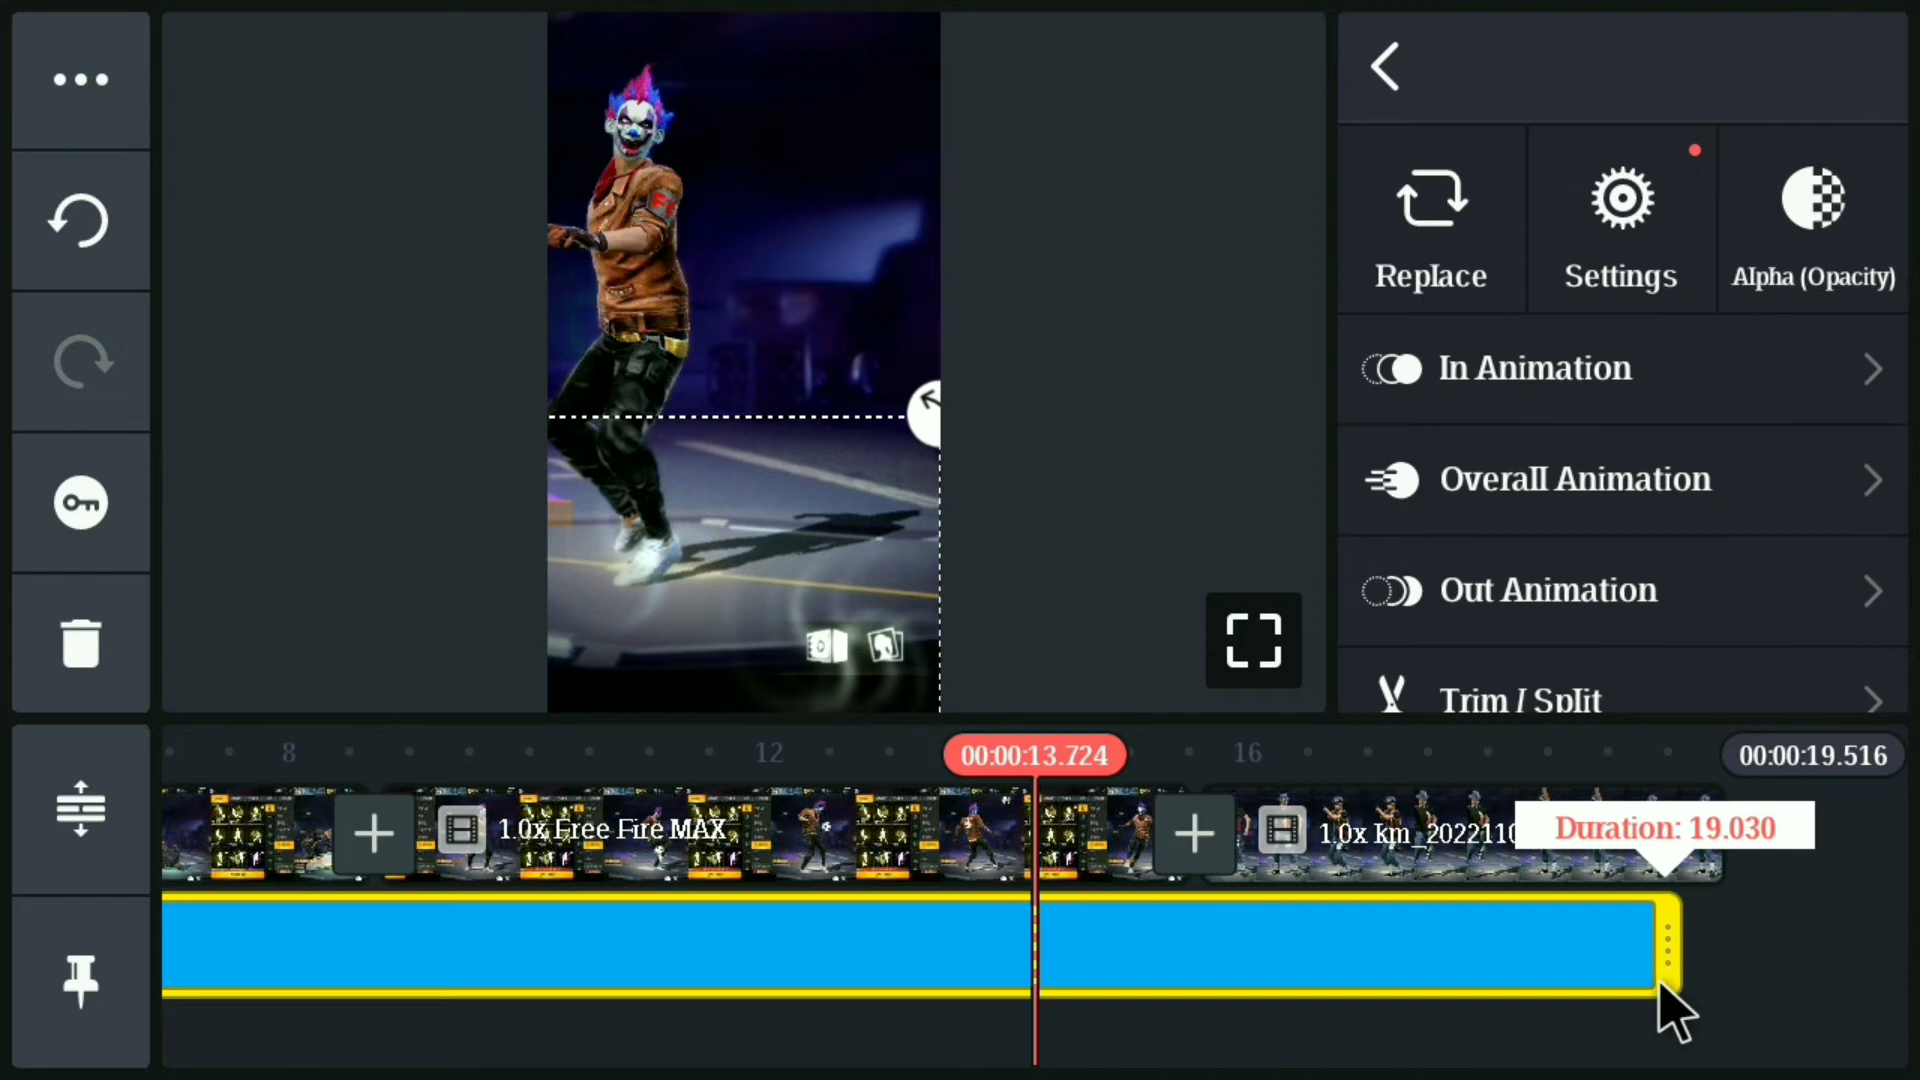 Replace
Settings
Alpha (Opacity)
In Animation
Overall Animation
Out Animation
Trim / Split
8
12
00:00:13.724
16
00:00:19.516
1.0x Free Fire MAX
1.0x km_2022110
Duration: 19.030